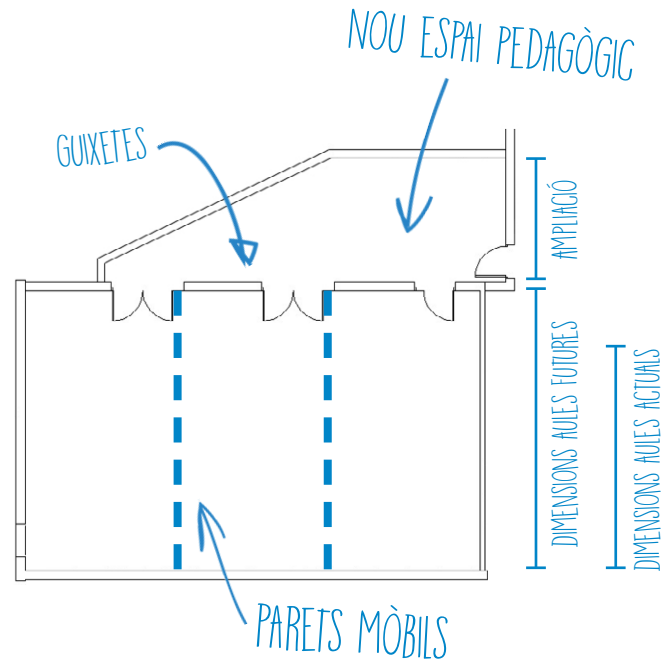 NOU ESPAI PEDAGÒGIC
GUIXETES
AMPLIACIÓ
DIMENSIONS AULES FUTURES
DIMENSIONS AULES ACTUALS
PARETS MÒBILS